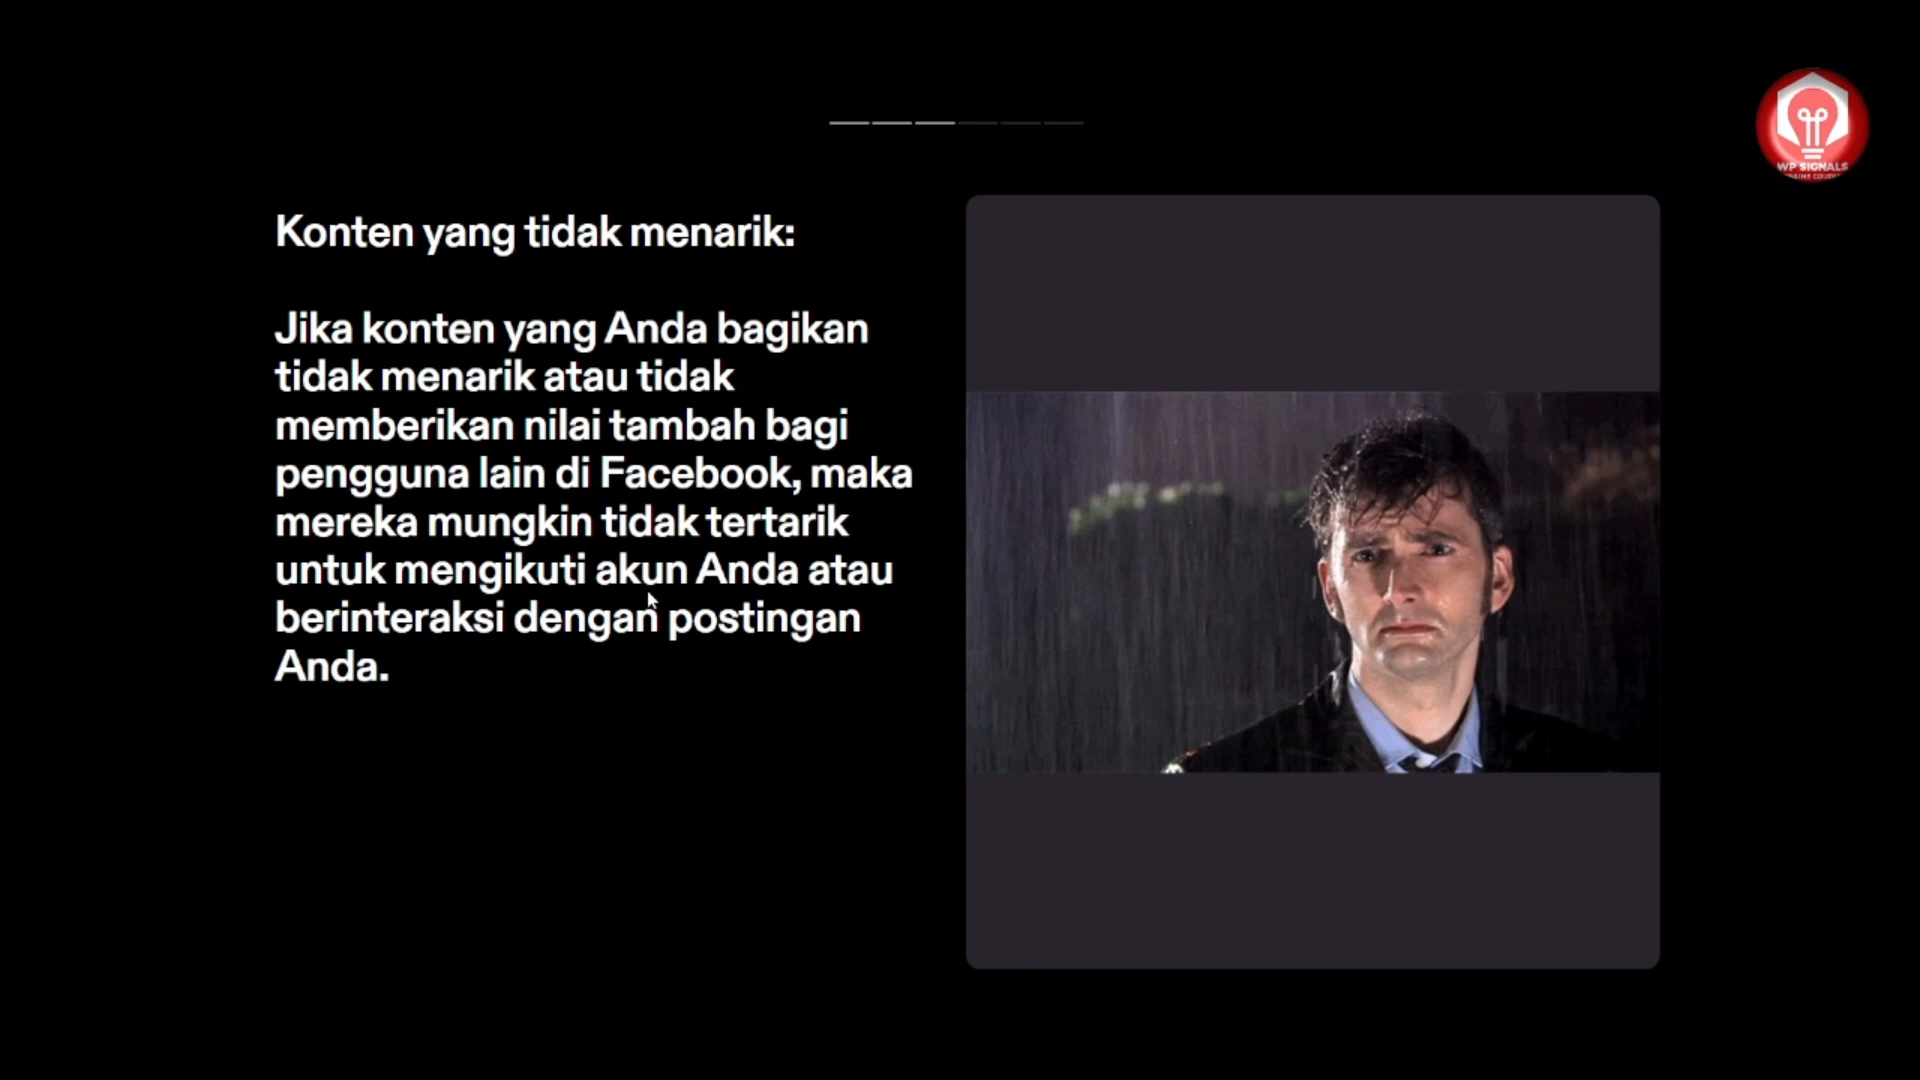 Konten yang tidak menarik:
Jika konten yang Anda bagikan
tidak menarik atau tidak
memberikan nilai tambah bagi
pengguna lain di Facebook, maka
mereka mungkin tidak tertarik
untuk mengikuti akun Anda atau
berinteraksi dengan postingan
Anda.
WP SIGNALS